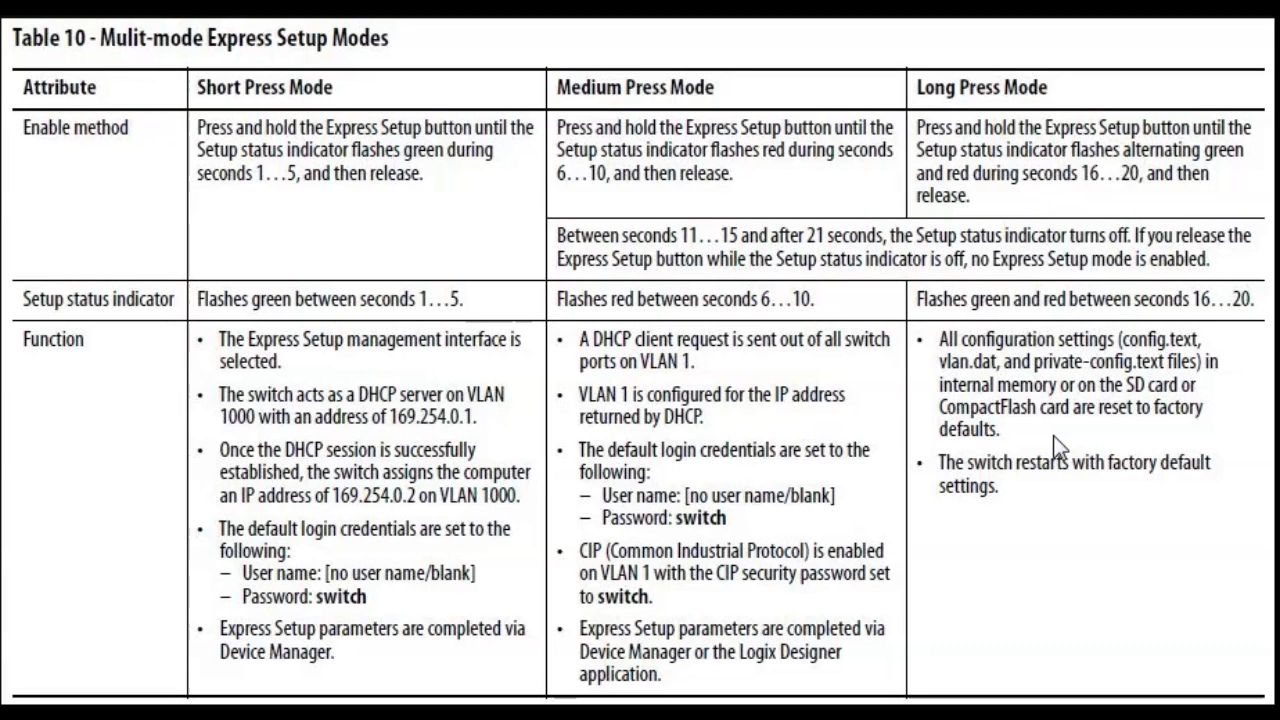 Table 10 - Mulit-mode Express Setup Modes
Attribute
Short Press Mode
Medium Press Mode
Long Press Mode
Enable method
Press and hold the Express Setup button until the
Setup status indicator flashes green during
seconds 1…5, and then release.
Press and hold the Express Setup button until the
Setup status indicator flashes red during seconds
6…10, and then release.
Press and hold the Express Setup button until the
Setup status indicator flashes alternating green
and red during seconds 16…20, and then
release.
Between seconds 11…15 and after 21 seconds, the Setup status indicator turns off. If you release the
Express Setup button while the Setup status indicator is off, no Express Setup mode is enabled.
Setup status indicator
Flashes green between seconds 1…5.
Flashes red between seconds 6…10.
Flashes green and red between seconds 16…20.
Function
• The Express Setup management interface is
selected.
• The switch acts as a DHCP server on VLAN
1000 with an address of 169.254.0.1.
• Once the DHCP session is successfully
established, the switch assigns the computer
an IP address of 169.254.0.2 on VLAN 1000.
• The default login credentials are set to the
following:
– User name: [no user name/blank]
– Password: switch
• Express Setup parameters are completed via
Device Manager.
• A DHCP client request is sent out of all switch
ports on VLAN 1.
• VLAN 1 is configured for the IP address
returned by DHCP.
• The default login credentials are set to the
following:
– User name: [no user name/blank]
– Password: switch
• CIP (Common Industrial Protocol) is enabled
on VLAN 1 with the CIP security password set
to switch.
• Express Setup parameters are completed via
Device Manager or the Logix Designer
application.
• All configuration settings (config.text,
vlan.dat, and private-config.text files) in
internal memory or on the SD card or
CompactFlash card are reset to factory
defaults.
• The switch restarts with factory default
settings.